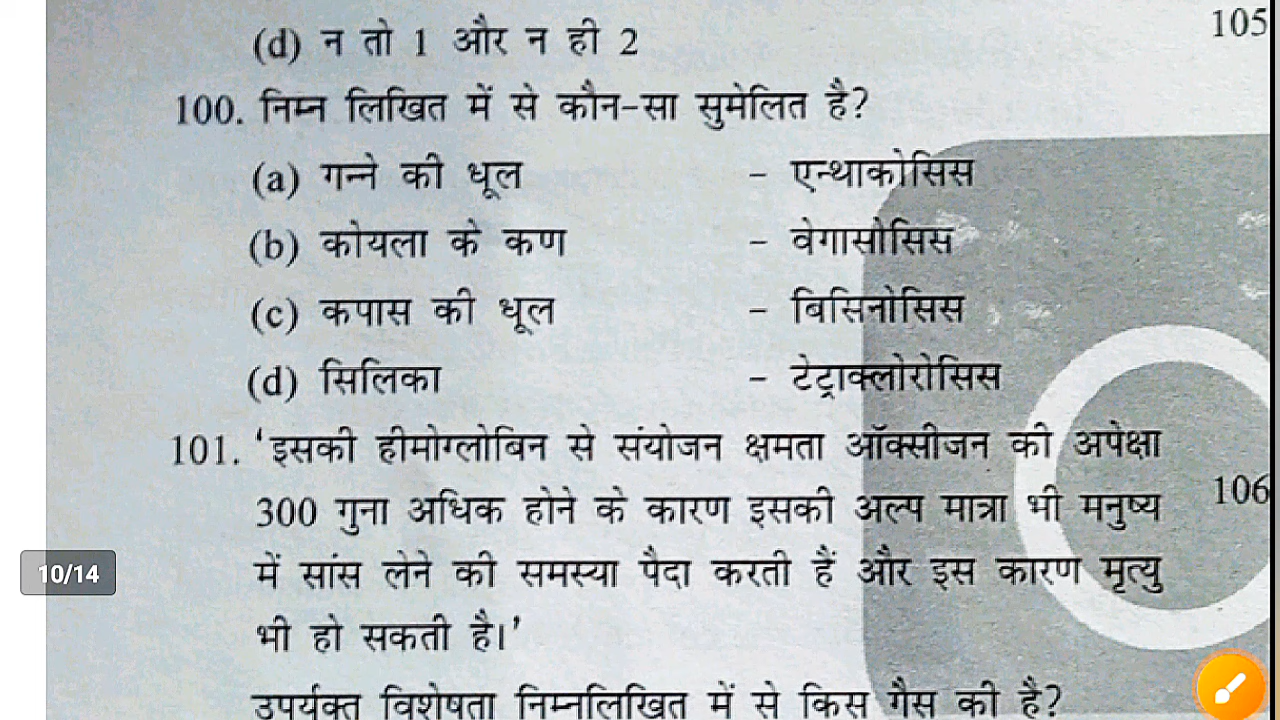 (d) न तो 1 और न ही 2
105
100. निम्न लिखित में से कौन-सा सुमेलित है?
(a) गन्ने की धूल - एन्थाकोसिस
(b) कोयला के कण - वेगासौसिस
(c) कपास की धूल - बिसिनोसिस
(d) सिलिका - टेट्राक्लोरोसिस
101. 'इसकी हीमोग्लोबिन से संयोजन क्षमता ऑक्सीजन की अपेक्षा
300 गुना अधिक होने के कारण इसकी अल्प मात्रा भी मनुष्य
106
में सांस लेने की समस्या पैदा करती हैं और इस कारण मृत्यु
10/14
भी हो सकती है।'
उपर्यक्त विशेषता निम्नलिखित में से किस गैस की है?